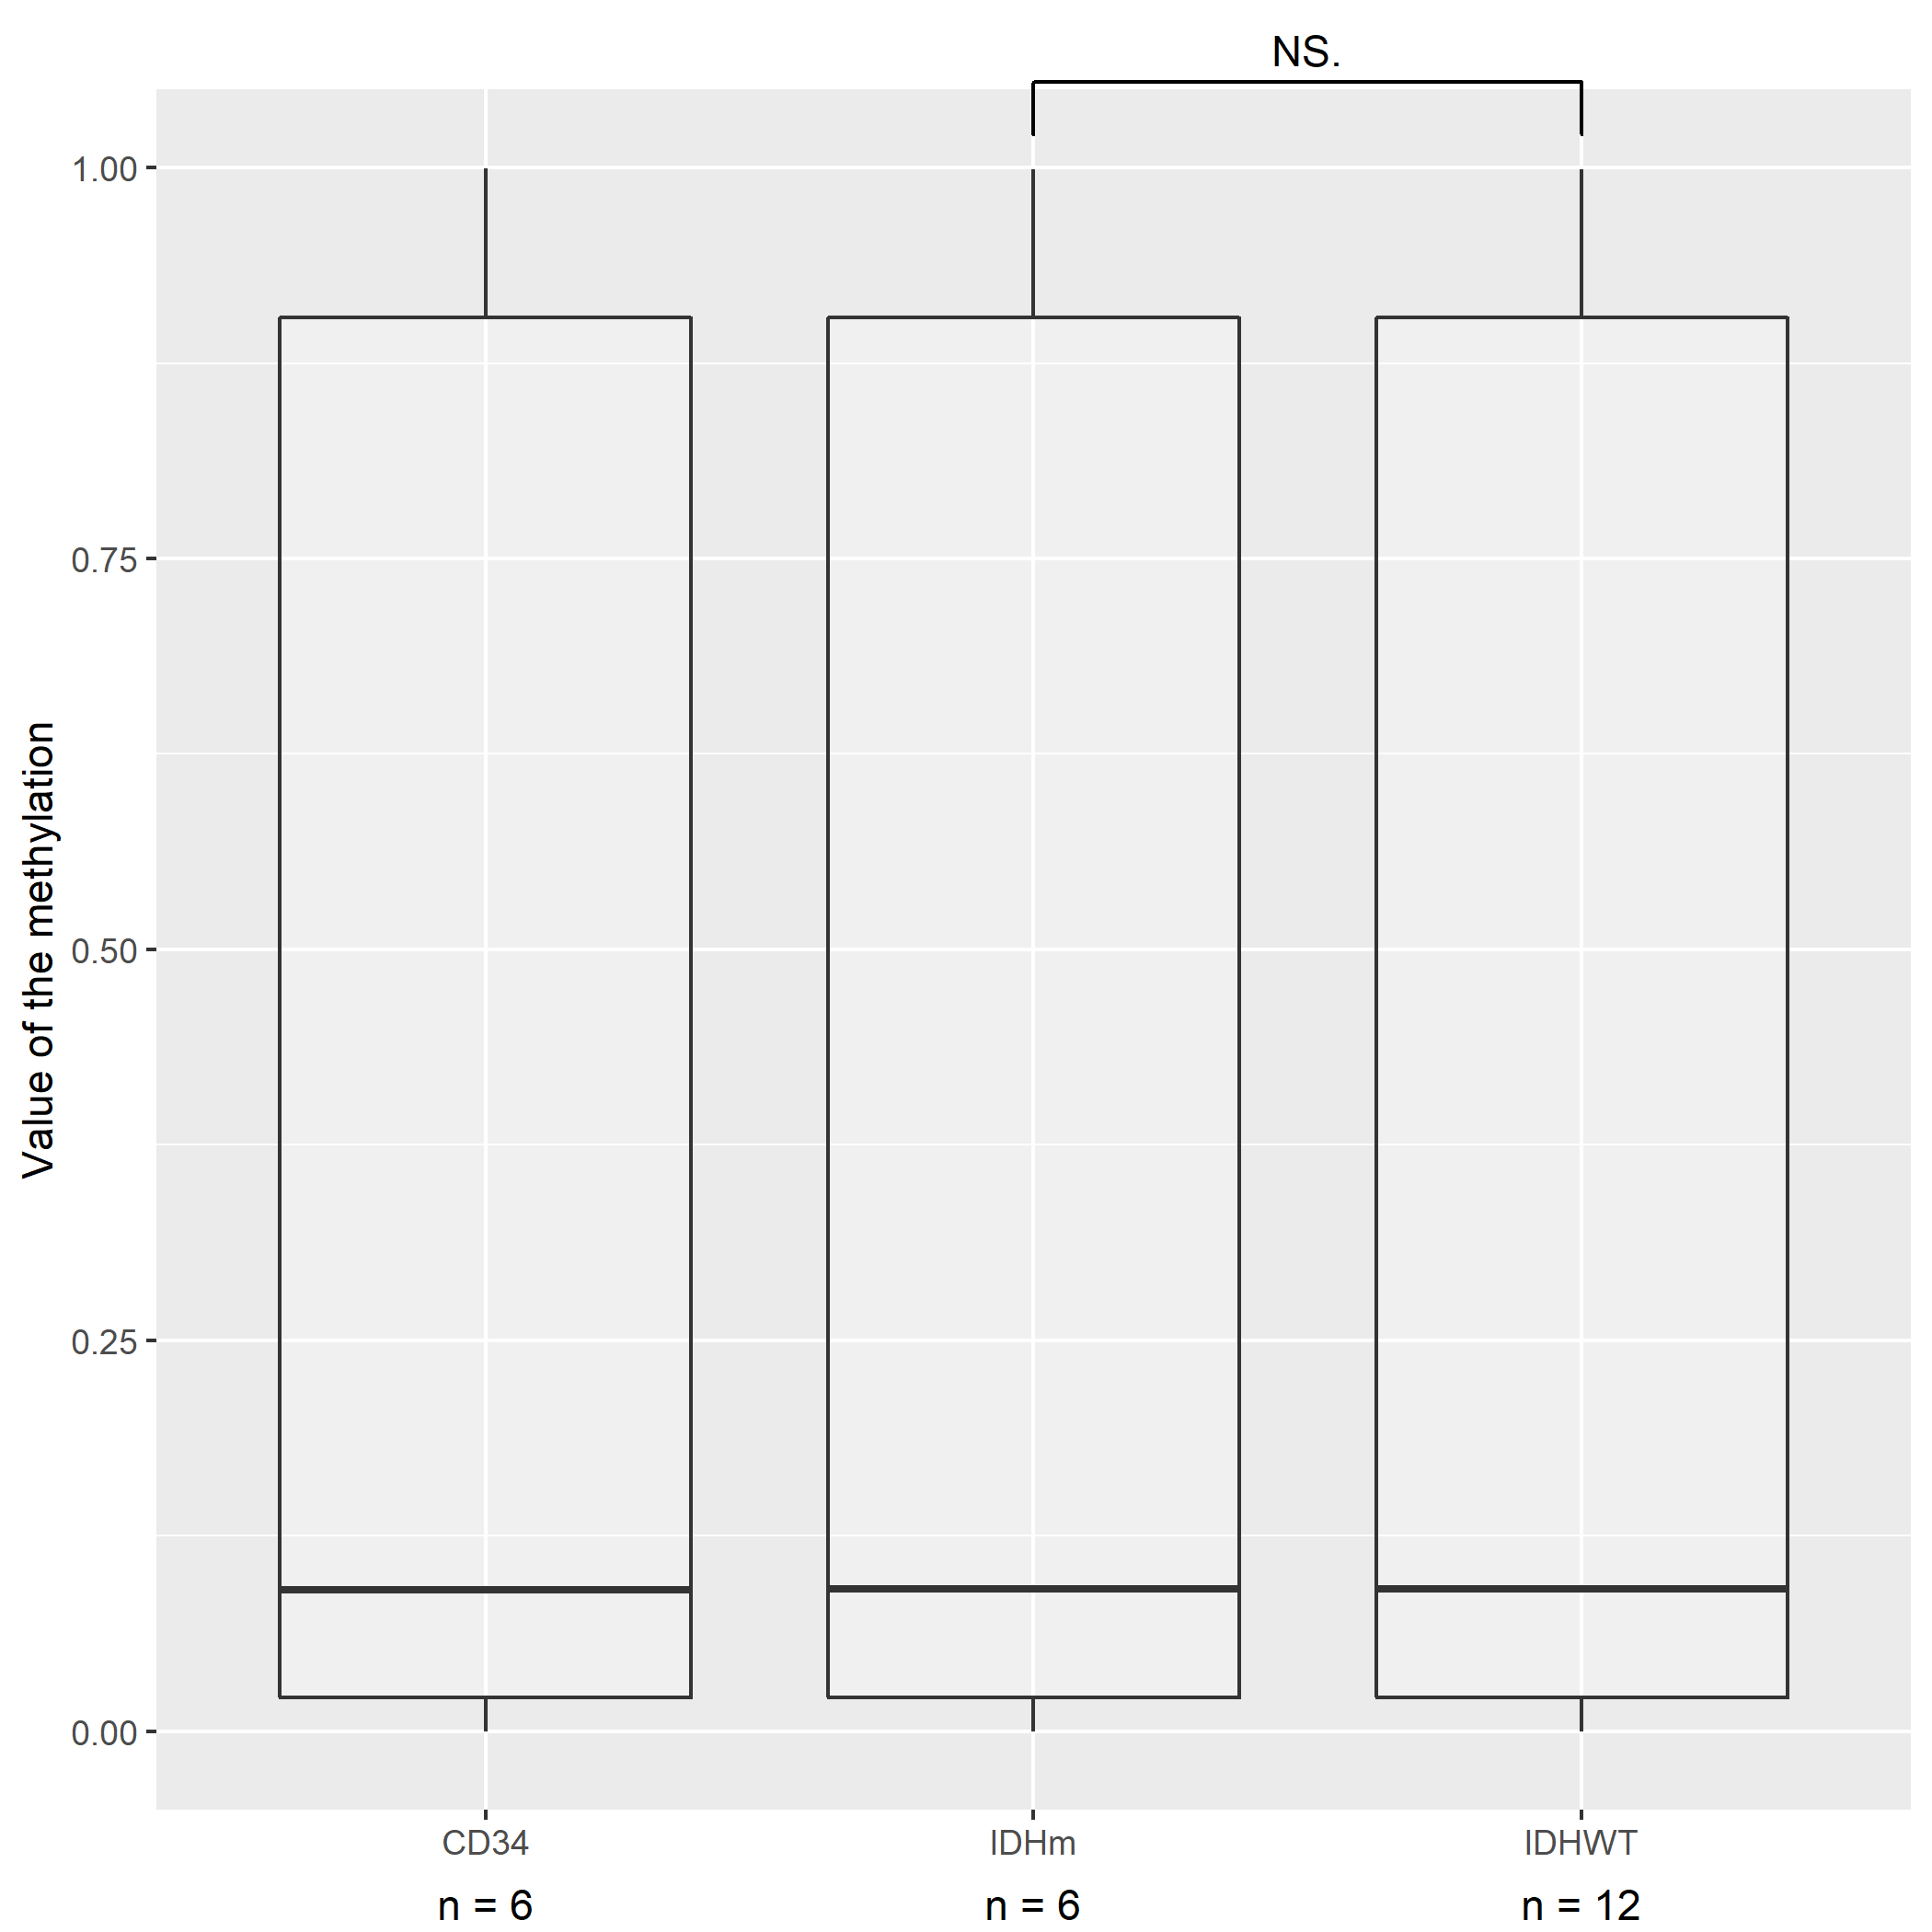 NS.
1.00
0.75
0.50
0.25
0.00
Value of the methylation
CD34
IDHm
IDHWT
n = 6
n = 6
n = 12